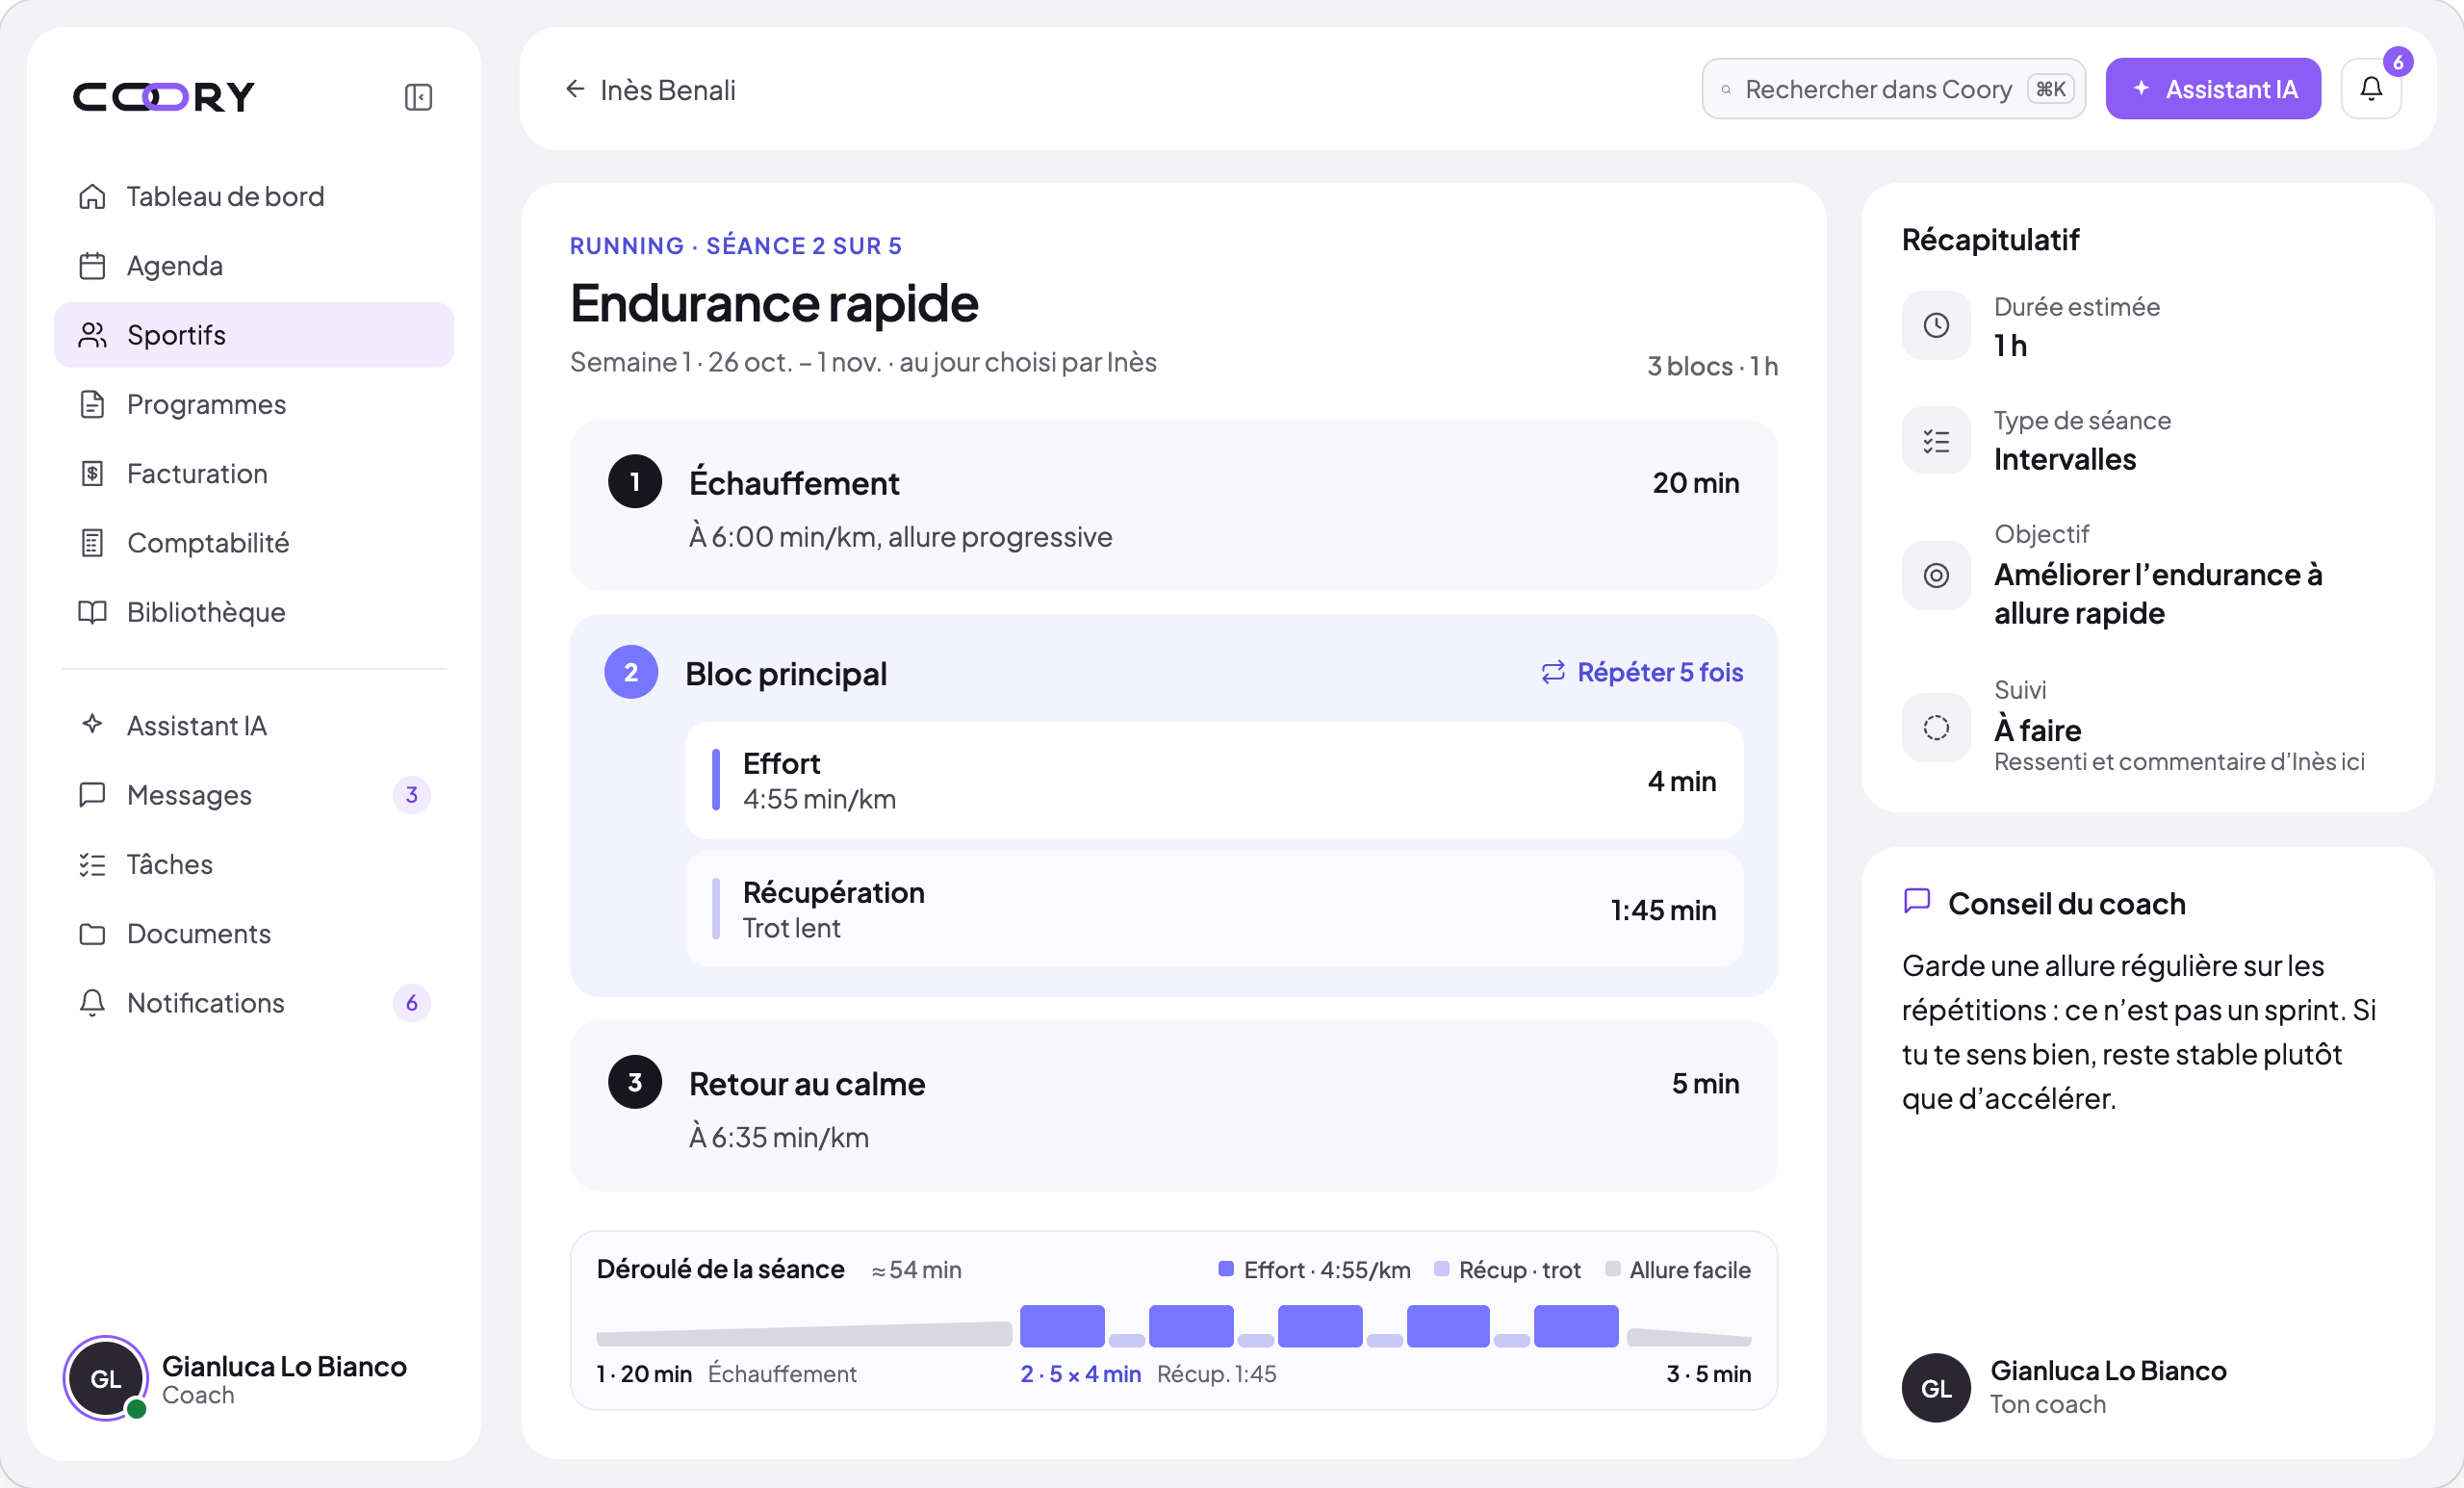 COORY
Tableau de bord
Agenda
Sportifs
Programmes
Facturation
Comptabilité
Bibliothèque
Assistant IA
Messages 3
Tâches
Documents
Notifications 6
GL
Gianluca Lo Bianco
Coach
← Inès Benali
Rechercher dans Coory ⌘K
Assistant IA
6
RUNNING · SÉANCE 2 SUR 5
Endurance rapide
Semaine 1 · 26 oct. – 1 nov. · au jour choisi par Inès
3 blocs · 1 h
1 Échauffement 20 min
À 6:00 min/km, allure progressive
2 Bloc principal Répéter 5 fois
Effort
4:55 min/km
4 min
Récupération
Trot lent
1:45 min
3 Retour au calme 5 min
À 6:35 min/km
Déroulé de la séance ≈ 54 min Effort · 4:55/km Récup · trot Allure facile
1 · 20 min Échauffement 2 · 5 × 4 min Récup. 1:45 3 · 5 min
Récapitulatif
Durée estimée
1 h
Type de séance
Intervalles
Objectif
Améliorer l’endurance à
allure rapide
Suivi
À faire
Ressenti et commentaire d’Inès ici
Conseil du coach
Garde une allure régulière sur les
répétitions : ce n’est pas un sprint. Si
tu te sens bien, reste stable plutôt
que d’accélérer.
GL
Gianluca Lo Bianco
Ton coach